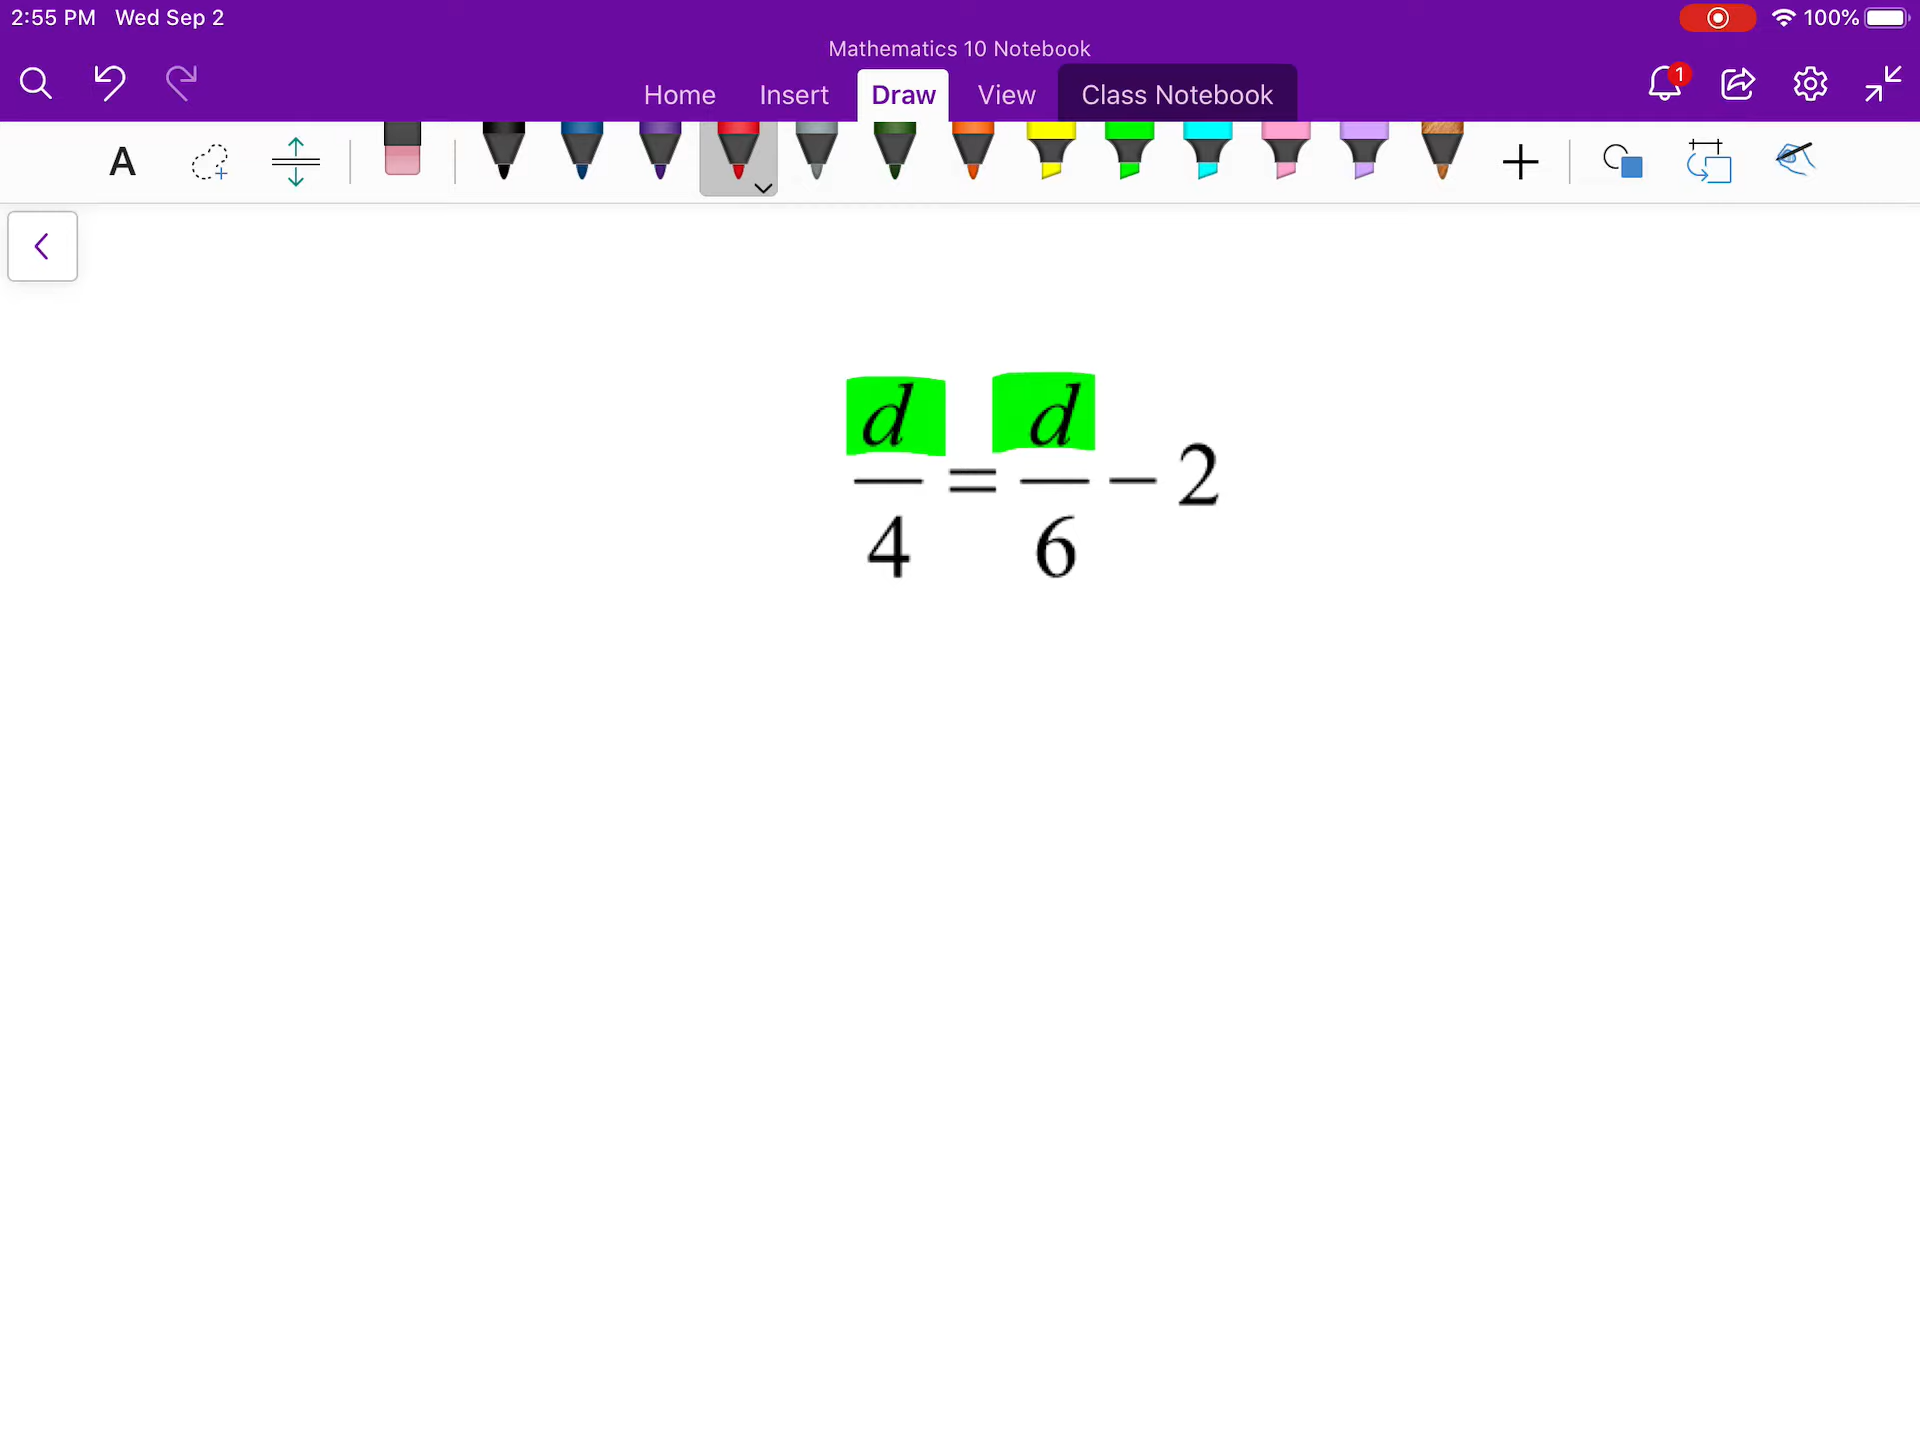 2:55 PM Wed Sep 2
100%
Mathematics 10 Notebook
Home Insert Draw View Class Notebook
1
A
d/4 = d/6 − 2